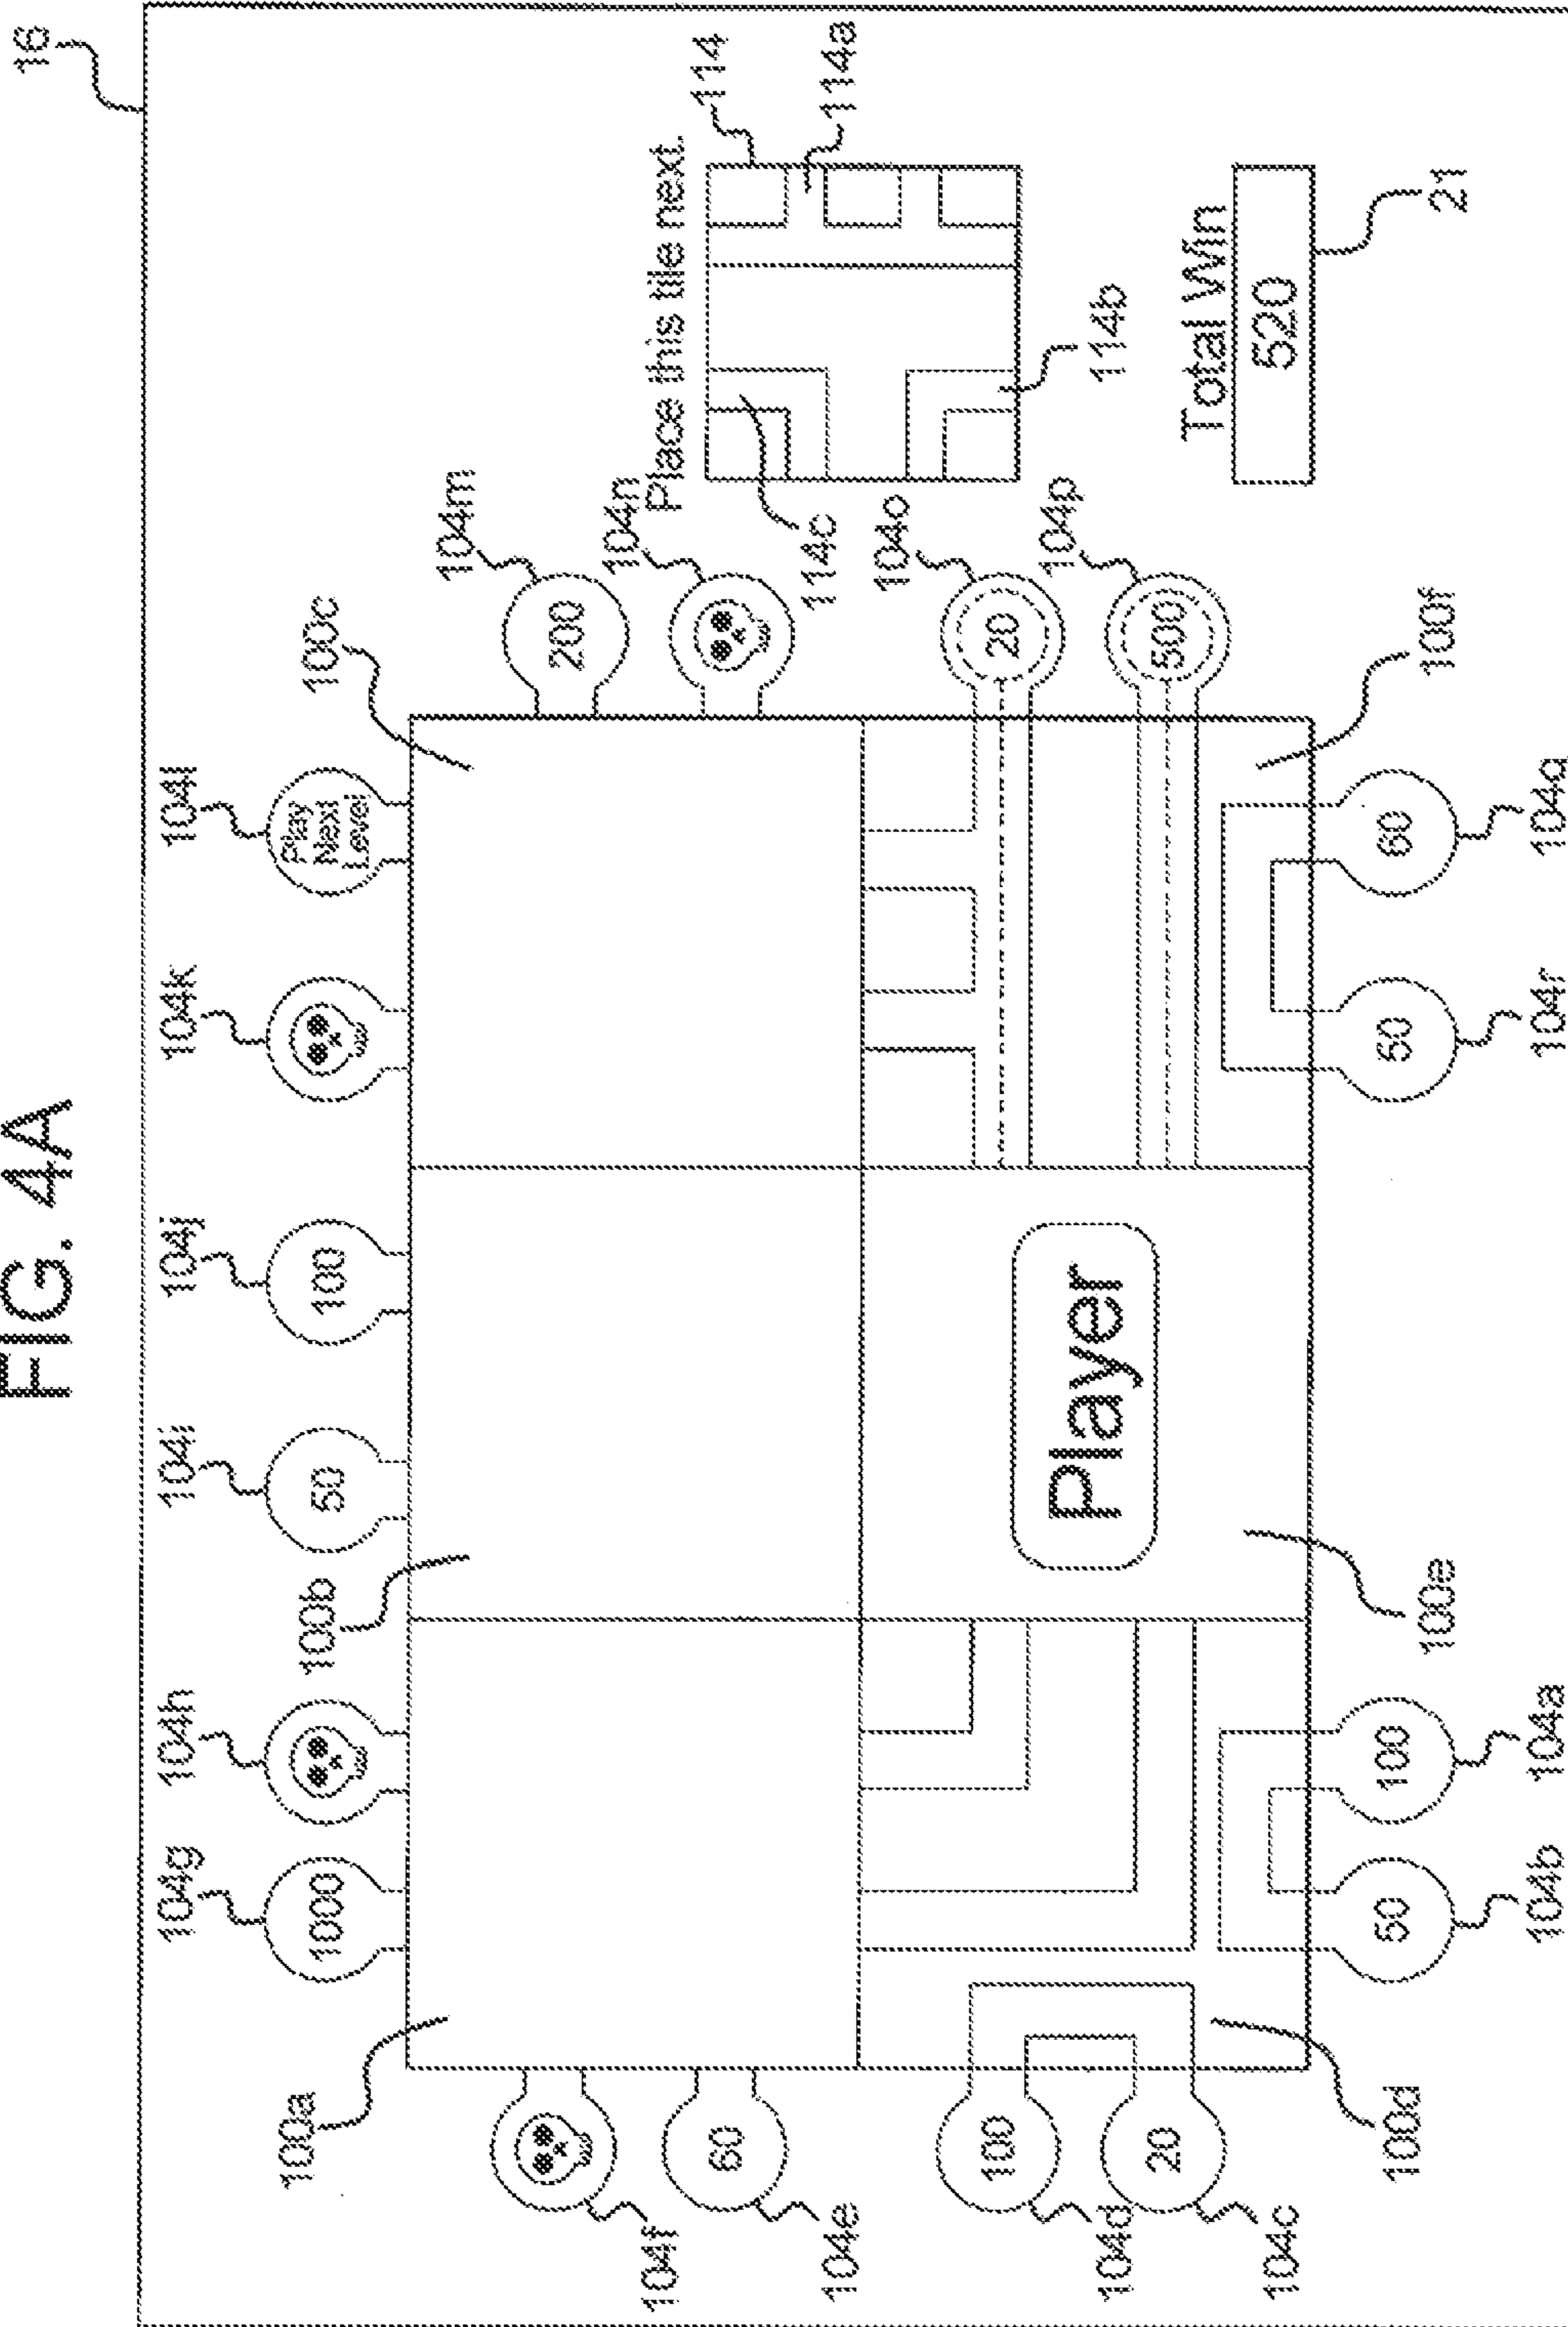 FIG. 4A
16
104g
104h
104i
104j
104k
104l
1000
50
100
Play
Next
Level
100a
100b
100c
104f
104m
200
60
104e
104n
Place this tile next
114
114a
114c
114b
100
104d
20
104c
Player
20
104o
500
104p
Total Win
520
21
100d
100e
100f
50
100
50
60
104b
104a
104r
104q